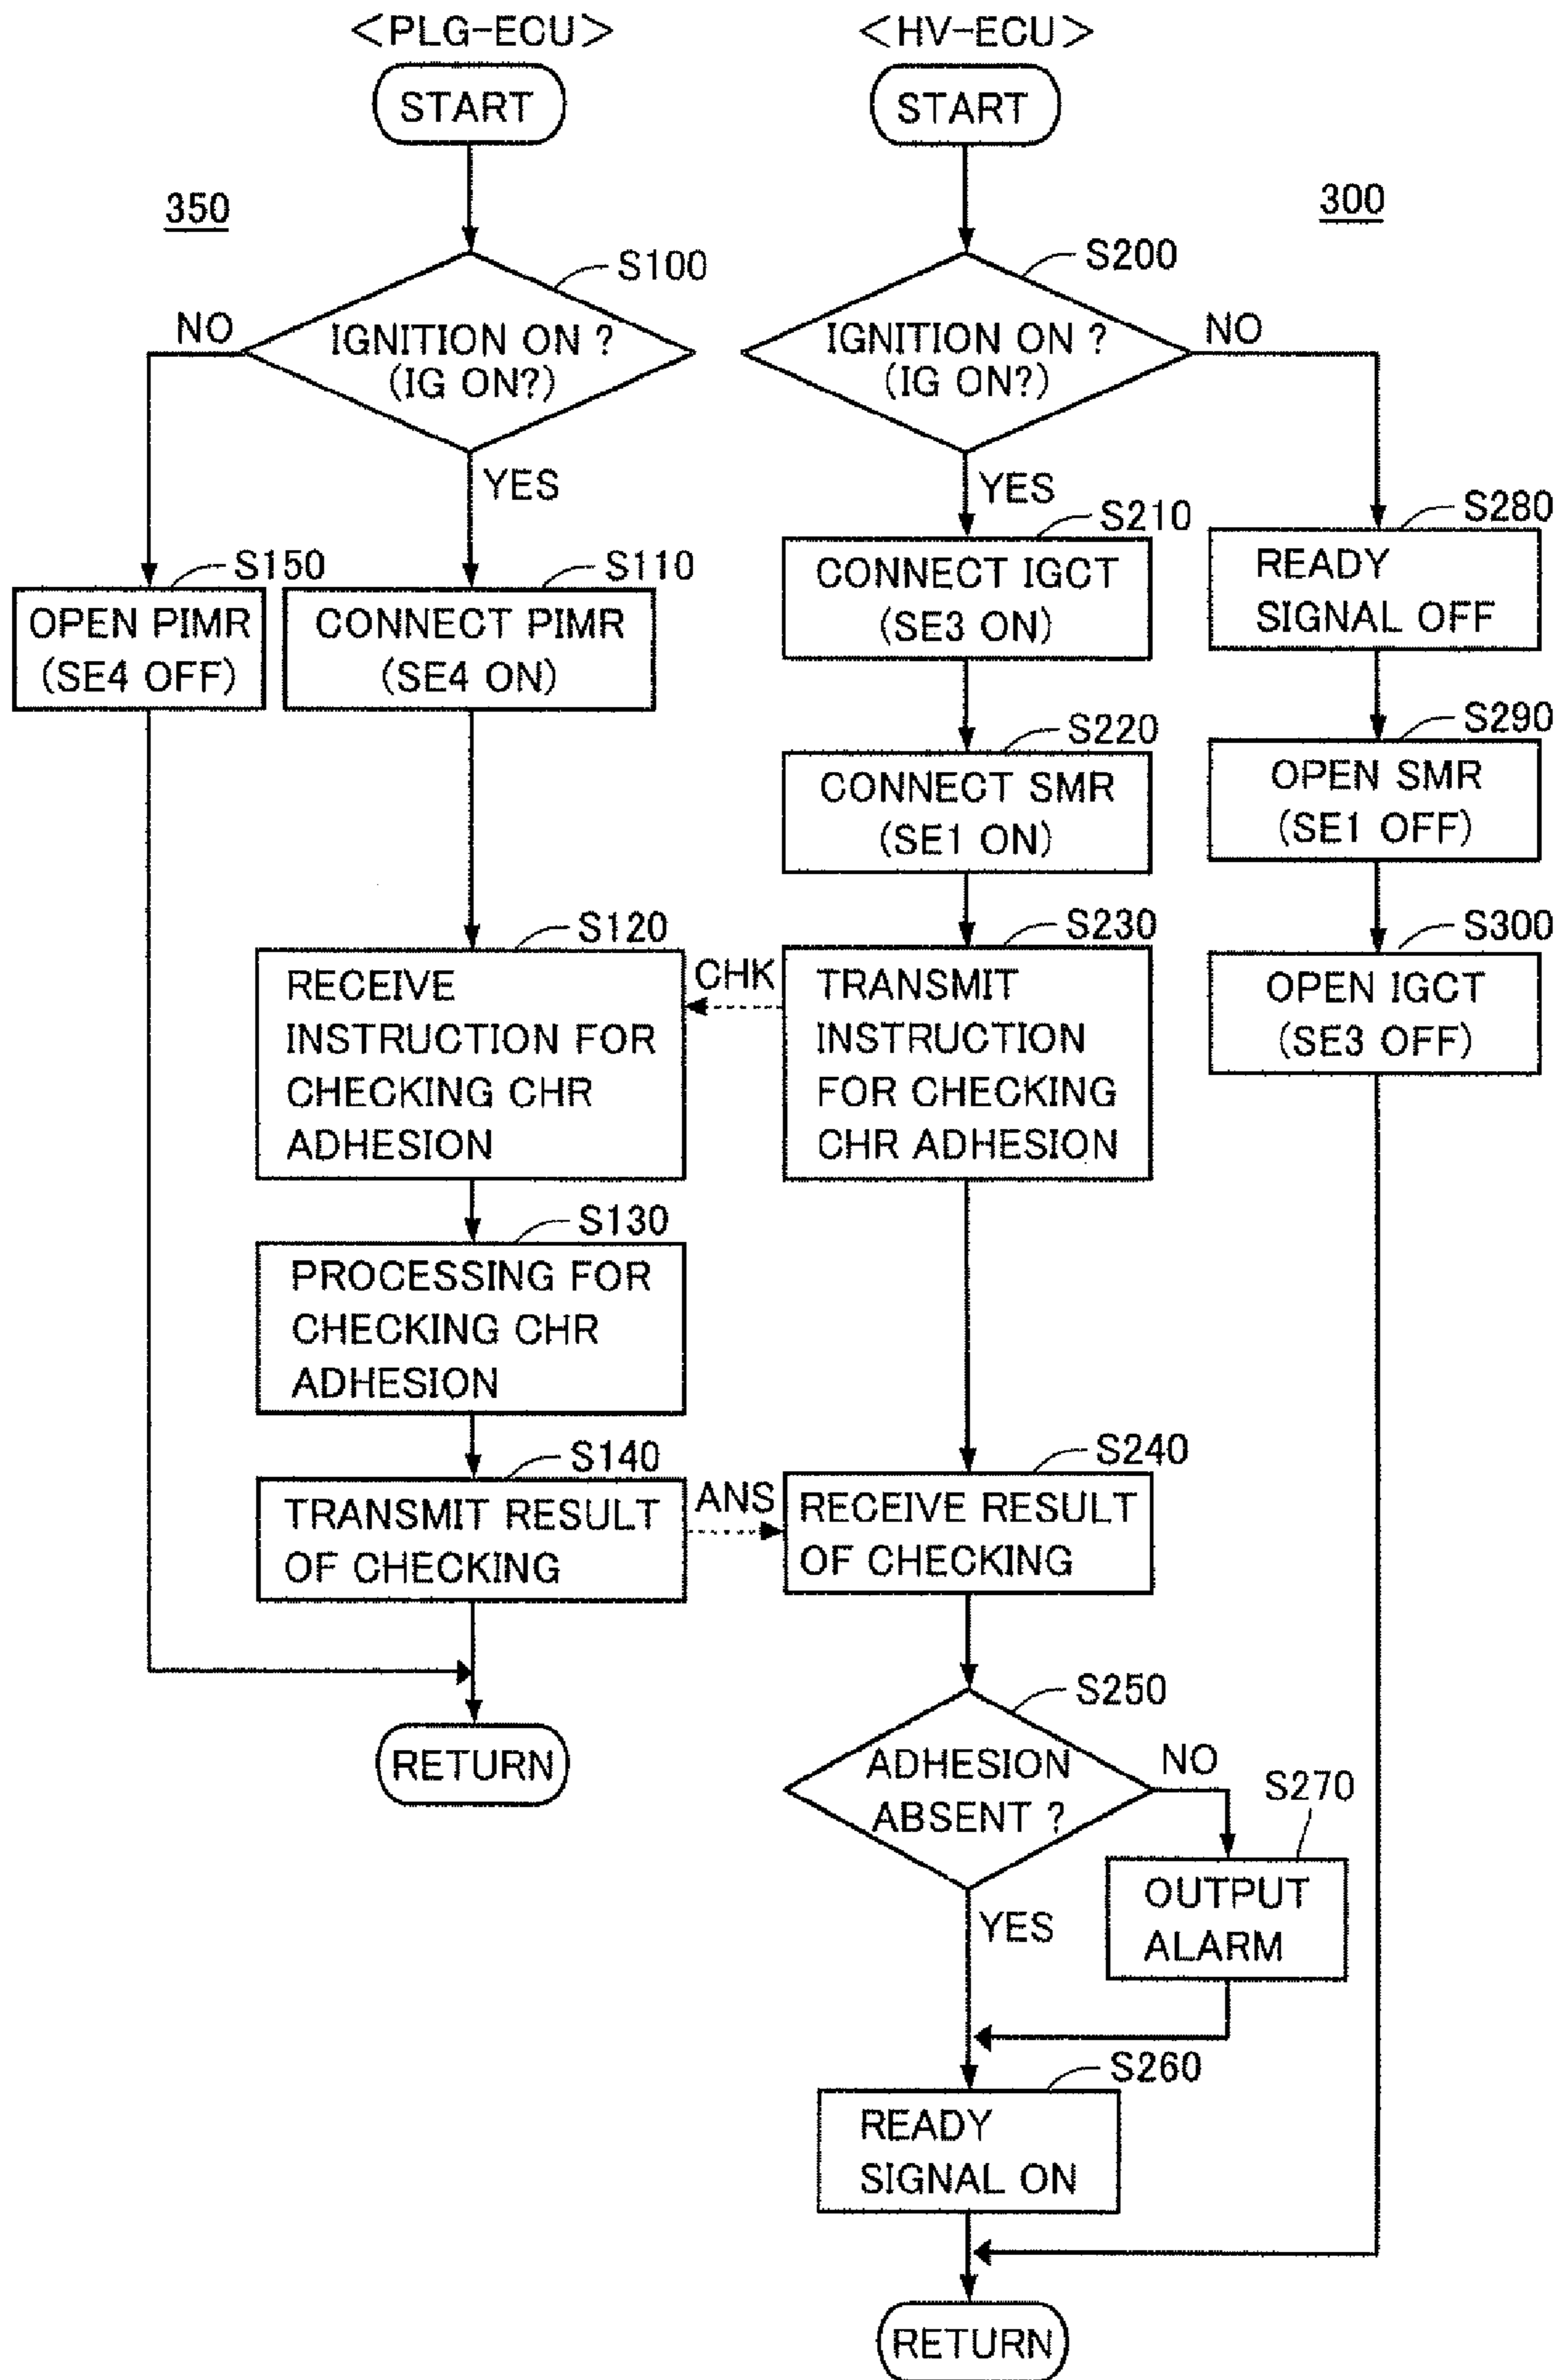 <PLG-ECU>
START
350
S100
IGNITION ON ?
(IG ON?)
NO
YES
S150
OPEN PIMR
(SE4 OFF)
S110
CONNECT PIMR
(SE4 ON)
S120
RECEIVE
INSTRUCTION FOR
CHECKING CHR
ADHESION
CHK
S130
PROCESSING FOR
CHECKING CHR
ADHESION
S140
TRANSMIT RESULT
OF CHECKING
ANS
RETURN
<HV-ECU>
START
300
S200
IGNITION ON ?
(IG ON?)
NO
YES
S210
CONNECT IGCT
(SE3 ON)
S220
CONNECT SMR
(SE1 ON)
S230
TRANSMIT
INSTRUCTION
FOR CHECKING
CHR ADHESION
S240
RECEIVE RESULT
OF CHECKING
S250
ADHESION
ABSENT ?
NO
YES
S270
OUTPUT
ALARM
S260
READY
SIGNAL ON
S280
READY
SIGNAL OFF
S290
OPEN SMR
(SE1 OFF)
S300
OPEN IGCT
(SE3 OFF)
RETURN